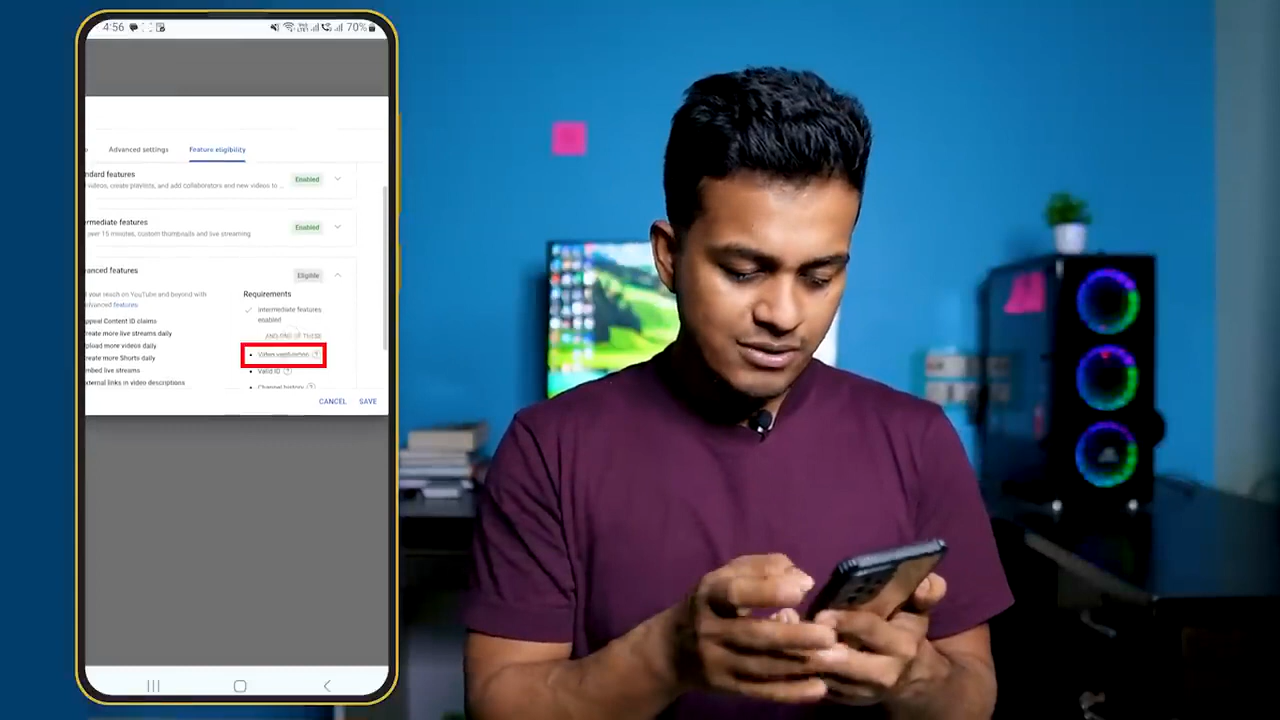 4:56
70%
Advanced settings
Feature eligibility
ndard features
videos, create playlists, and add collaborators and new videos to ...
Enabled
ermediate features
over 15 minutes, custom thumbnails and live streaming
Enabled
anced features
Eligible
your reach on YouTube and beyond with
dvanced features.
Requirements
Intermediate features
enabled
AND ONE OF THESE
ppeal Content ID claims
reate more live streams daily
pload more videos daily
reate more Shorts daily
mbed live streams
xternal links in video descriptions
Video verification
Valid ID
Channel history
CANCEL
SAVE